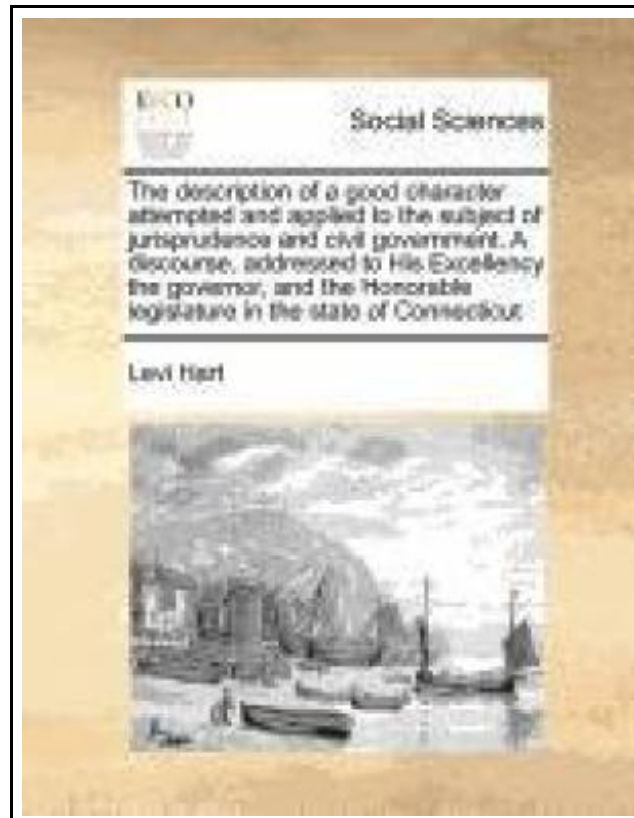 ECCO
Social Sciences
The description of a good character
attempted and applied to the subject of
jurisprudence and civil government. A
discourse, addressed to His Excellency
the governor, and the Honorable
legislature in the state of Connecticut
Levi Hart